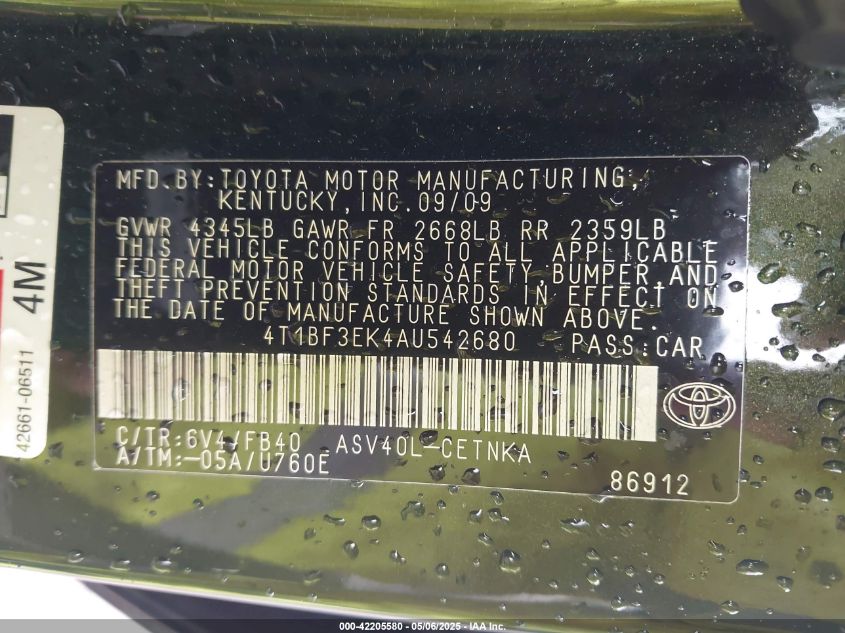 MFD.BY:TOYOTA MOTOR MANUFACTURING,
KENTUCKY,INC.09/09
GVWR 4345LB GAWR FR 2668LB RR 2359LB
THIS VEHICLE CONFORMS TO ALL APPLICABLE
FEDERAL MOTOR VEHICLE SAFETY,BUMPER,AND
THEFT PREVENTION STANDARDS IN EFFECT ON
THE DATE OF MANUFACTURE SHOWN ABOVE.
4T1BF3EK4AU542680 PASS:CAR
C/TR:6V4/FB40 ASV40L-CETNKA
A/TM:-05A/U760E
86912
4M
42661-06511
000-42205580 - 05/06/2025 - IAA Inc.